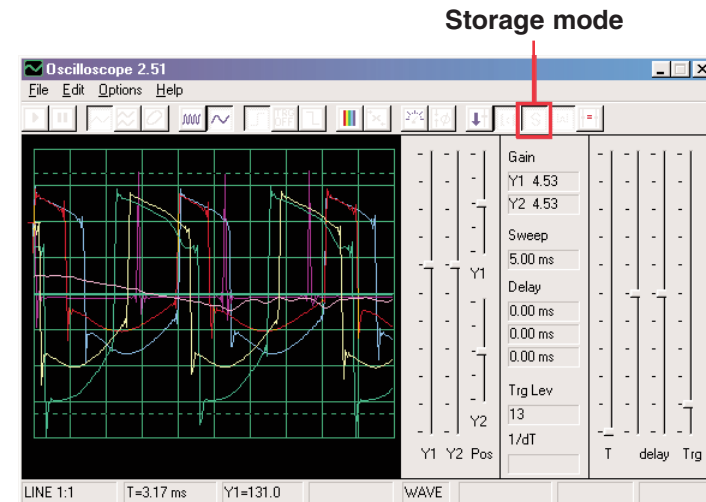 Storage mode
Oscilloscope 2.51
File Edit Options Help
Gain
Y1 4.53
Y2 4.53
Sweep
5.00 ms
Y1
Delay
0.00 ms
0.00 ms
0.00 ms
Trg Lev
13
Y2
1/dT
Y1 Y2 Pos
T delay Trg
LINE 1:1 T=3.17 ms Y1=131.0 WAVE